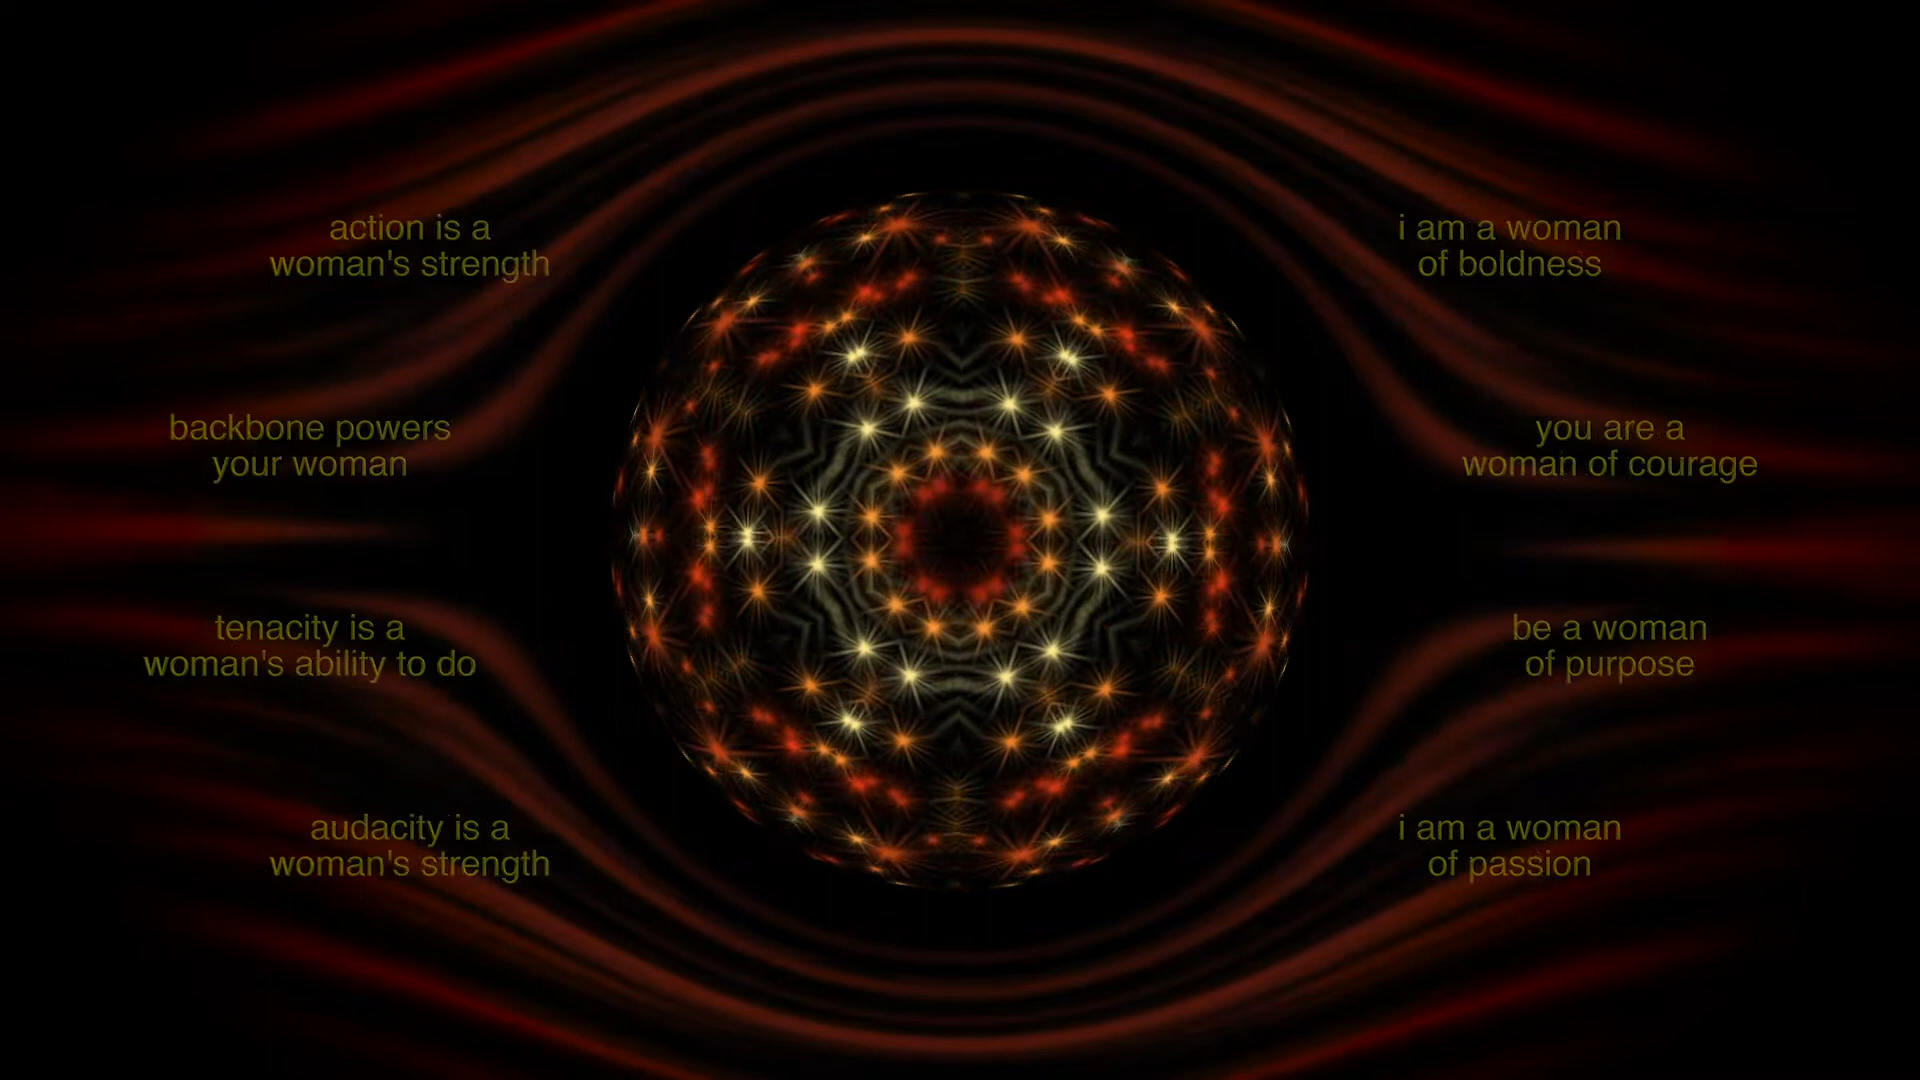 action is a
woman's strength
i am a woman
of boldness
backbone powers
your woman
you are a
woman of courage
tenacity is a
woman's ability to do
be a woman
of purpose
audacity is a
woman's strength
i am a woman
of passion